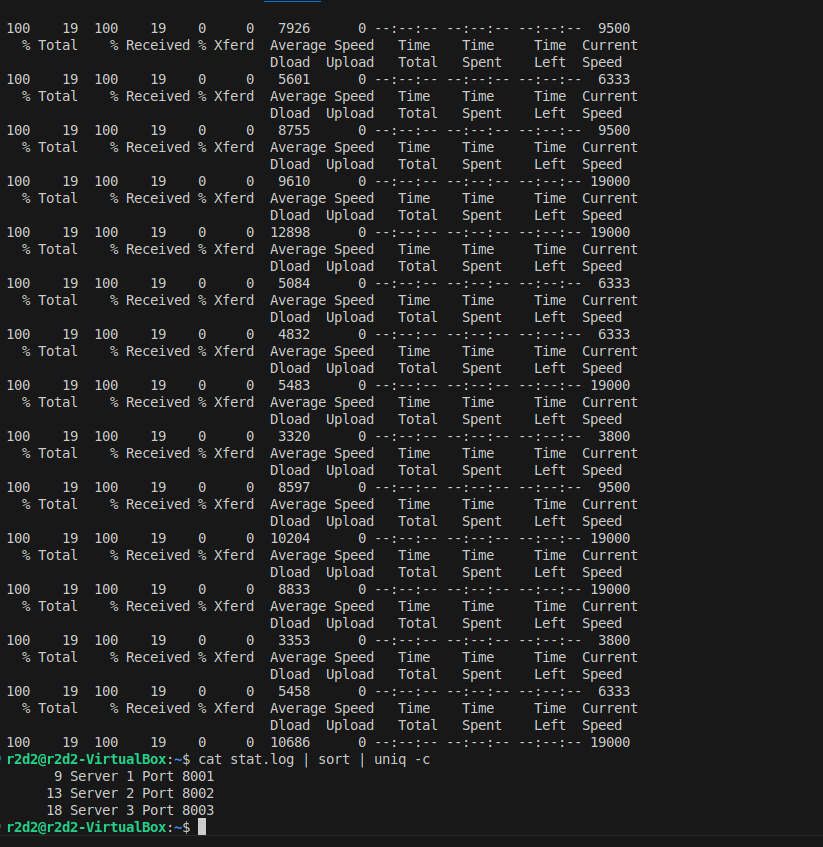 100    19  100    19    0     0   7926      0 --:--:-- --:--:-- --:--:--  9500
  % Total    % Received % Xferd  Average Speed   Time    Time     Time  Current
                                 Dload  Upload   Total   Spent    Left  Speed
100    19  100    19    0     0   5601      0 --:--:-- --:--:-- --:--:--  6333
  % Total    % Received % Xferd  Average Speed   Time    Time     Time  Current
                                 Dload  Upload   Total   Spent    Left  Speed
100    19  100    19    0     0   8755      0 --:--:-- --:--:-- --:--:--  9500
  % Total    % Received % Xferd  Average Speed   Time    Time     Time  Current
                                 Dload  Upload   Total   Spent    Left  Speed
100    19  100    19    0     0   9610      0 --:--:-- --:--:-- --:--:-- 19000
  % Total    % Received % Xferd  Average Speed   Time    Time     Time  Current
                                 Dload  Upload   Total   Spent    Left  Speed
100    19  100    19    0     0  12898      0 --:--:-- --:--:-- --:--:-- 19000
  % Total    % Received % Xferd  Average Speed   Time    Time     Time  Current
                                 Dload  Upload   Total   Spent    Left  Speed
100    19  100    19    0     0   5084      0 --:--:-- --:--:-- --:--:--  6333
  % Total    % Received % Xferd  Average Speed   Time    Time     Time  Current
                                 Dload  Upload   Total   Spent    Left  Speed
100    19  100    19    0     0   4832      0 --:--:-- --:--:-- --:--:--  6333
  % Total    % Received % Xferd  Average Speed   Time    Time     Time  Current
                                 Dload  Upload   Total   Spent    Left  Speed
100    19  100    19    0     0   5483      0 --:--:-- --:--:-- --:--:-- 19000
  % Total    % Received % Xferd  Average Speed   Time    Time     Time  Current
                                 Dload  Upload   Total   Spent    Left  Speed
100    19  100    19    0     0   3320      0 --:--:-- --:--:-- --:--:--  3800
  % Total    % Received % Xferd  Average Speed   Time    Time     Time  Current
                                 Dload  Upload   Total   Spent    Left  Speed
100    19  100    19    0     0   8597      0 --:--:-- --:--:-- --:--:--  9500
  % Total    % Received % Xferd  Average Speed   Time    Time     Time  Current
                                 Dload  Upload   Total   Spent    Left  Speed
100    19  100    19    0     0  10204      0 --:--:-- --:--:-- --:--:-- 19000
  % Total    % Received % Xferd  Average Speed   Time    Time     Time  Current
                                 Dload  Upload   Total   Spent    Left  Speed
100    19  100    19    0     0   8833      0 --:--:-- --:--:-- --:--:-- 19000
  % Total    % Received % Xferd  Average Speed   Time    Time     Time  Current
                                 Dload  Upload   Total   Spent    Left  Speed
100    19  100    19    0     0   3353      0 --:--:-- --:--:-- --:--:--  3800
  % Total    % Received % Xferd  Average Speed   Time    Time     Time  Current
                                 Dload  Upload   Total   Spent    Left  Speed
100    19  100    19    0     0   5458      0 --:--:-- --:--:-- --:--:--  6333
  % Total    % Received % Xferd  Average Speed   Time    Time     Time  Current
                                 Dload  Upload   Total   Spent    Left  Speed
100    19  100    19    0     0  10686      0 --:--:-- --:--:-- --:--:-- 19000
r2d2@r2d2-VirtualBox:~$ cat stat.log | sort | uniq -c
      9 Server 1 Port 8001
     13 Server 2 Port 8002
     18 Server 3 Port 8003
r2d2@r2d2-VirtualBox:~$